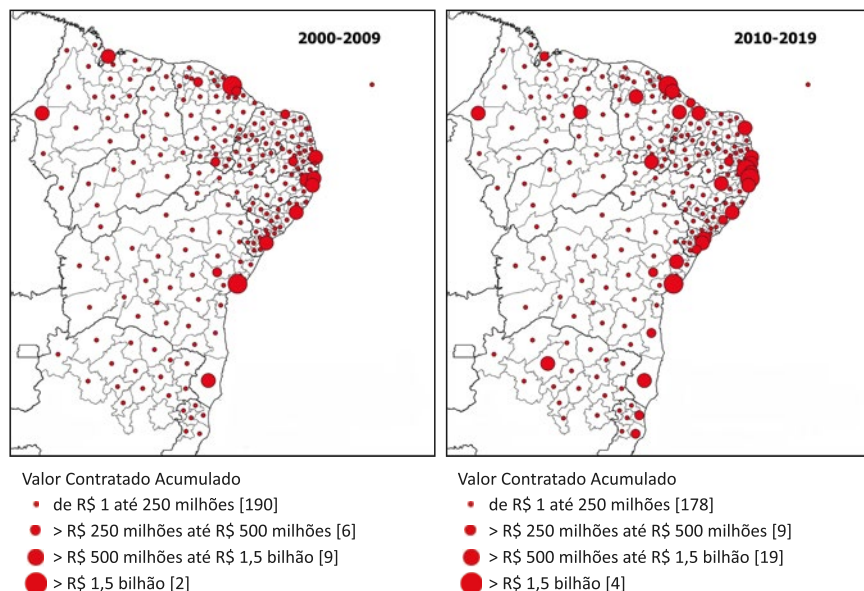 2000-2009
2010-2019
Valor Contratado Acumulado
de R$ 1 até 250 milhões [190]
> R$ 250 milhões até R$ 500 milhões [6]
> R$ 500 milhões até R$ 1,5 bilhão [9]
> R$ 1,5 bilhão [2]
Valor Contratado Acumulado
de R$ 1 até 250 milhões [178]
> R$ 250 milhões até R$ 500 milhões [9]
> R$ 500 milhões até R$ 1,5 bilhão [19]
> R$ 1,5 bilhão [4]